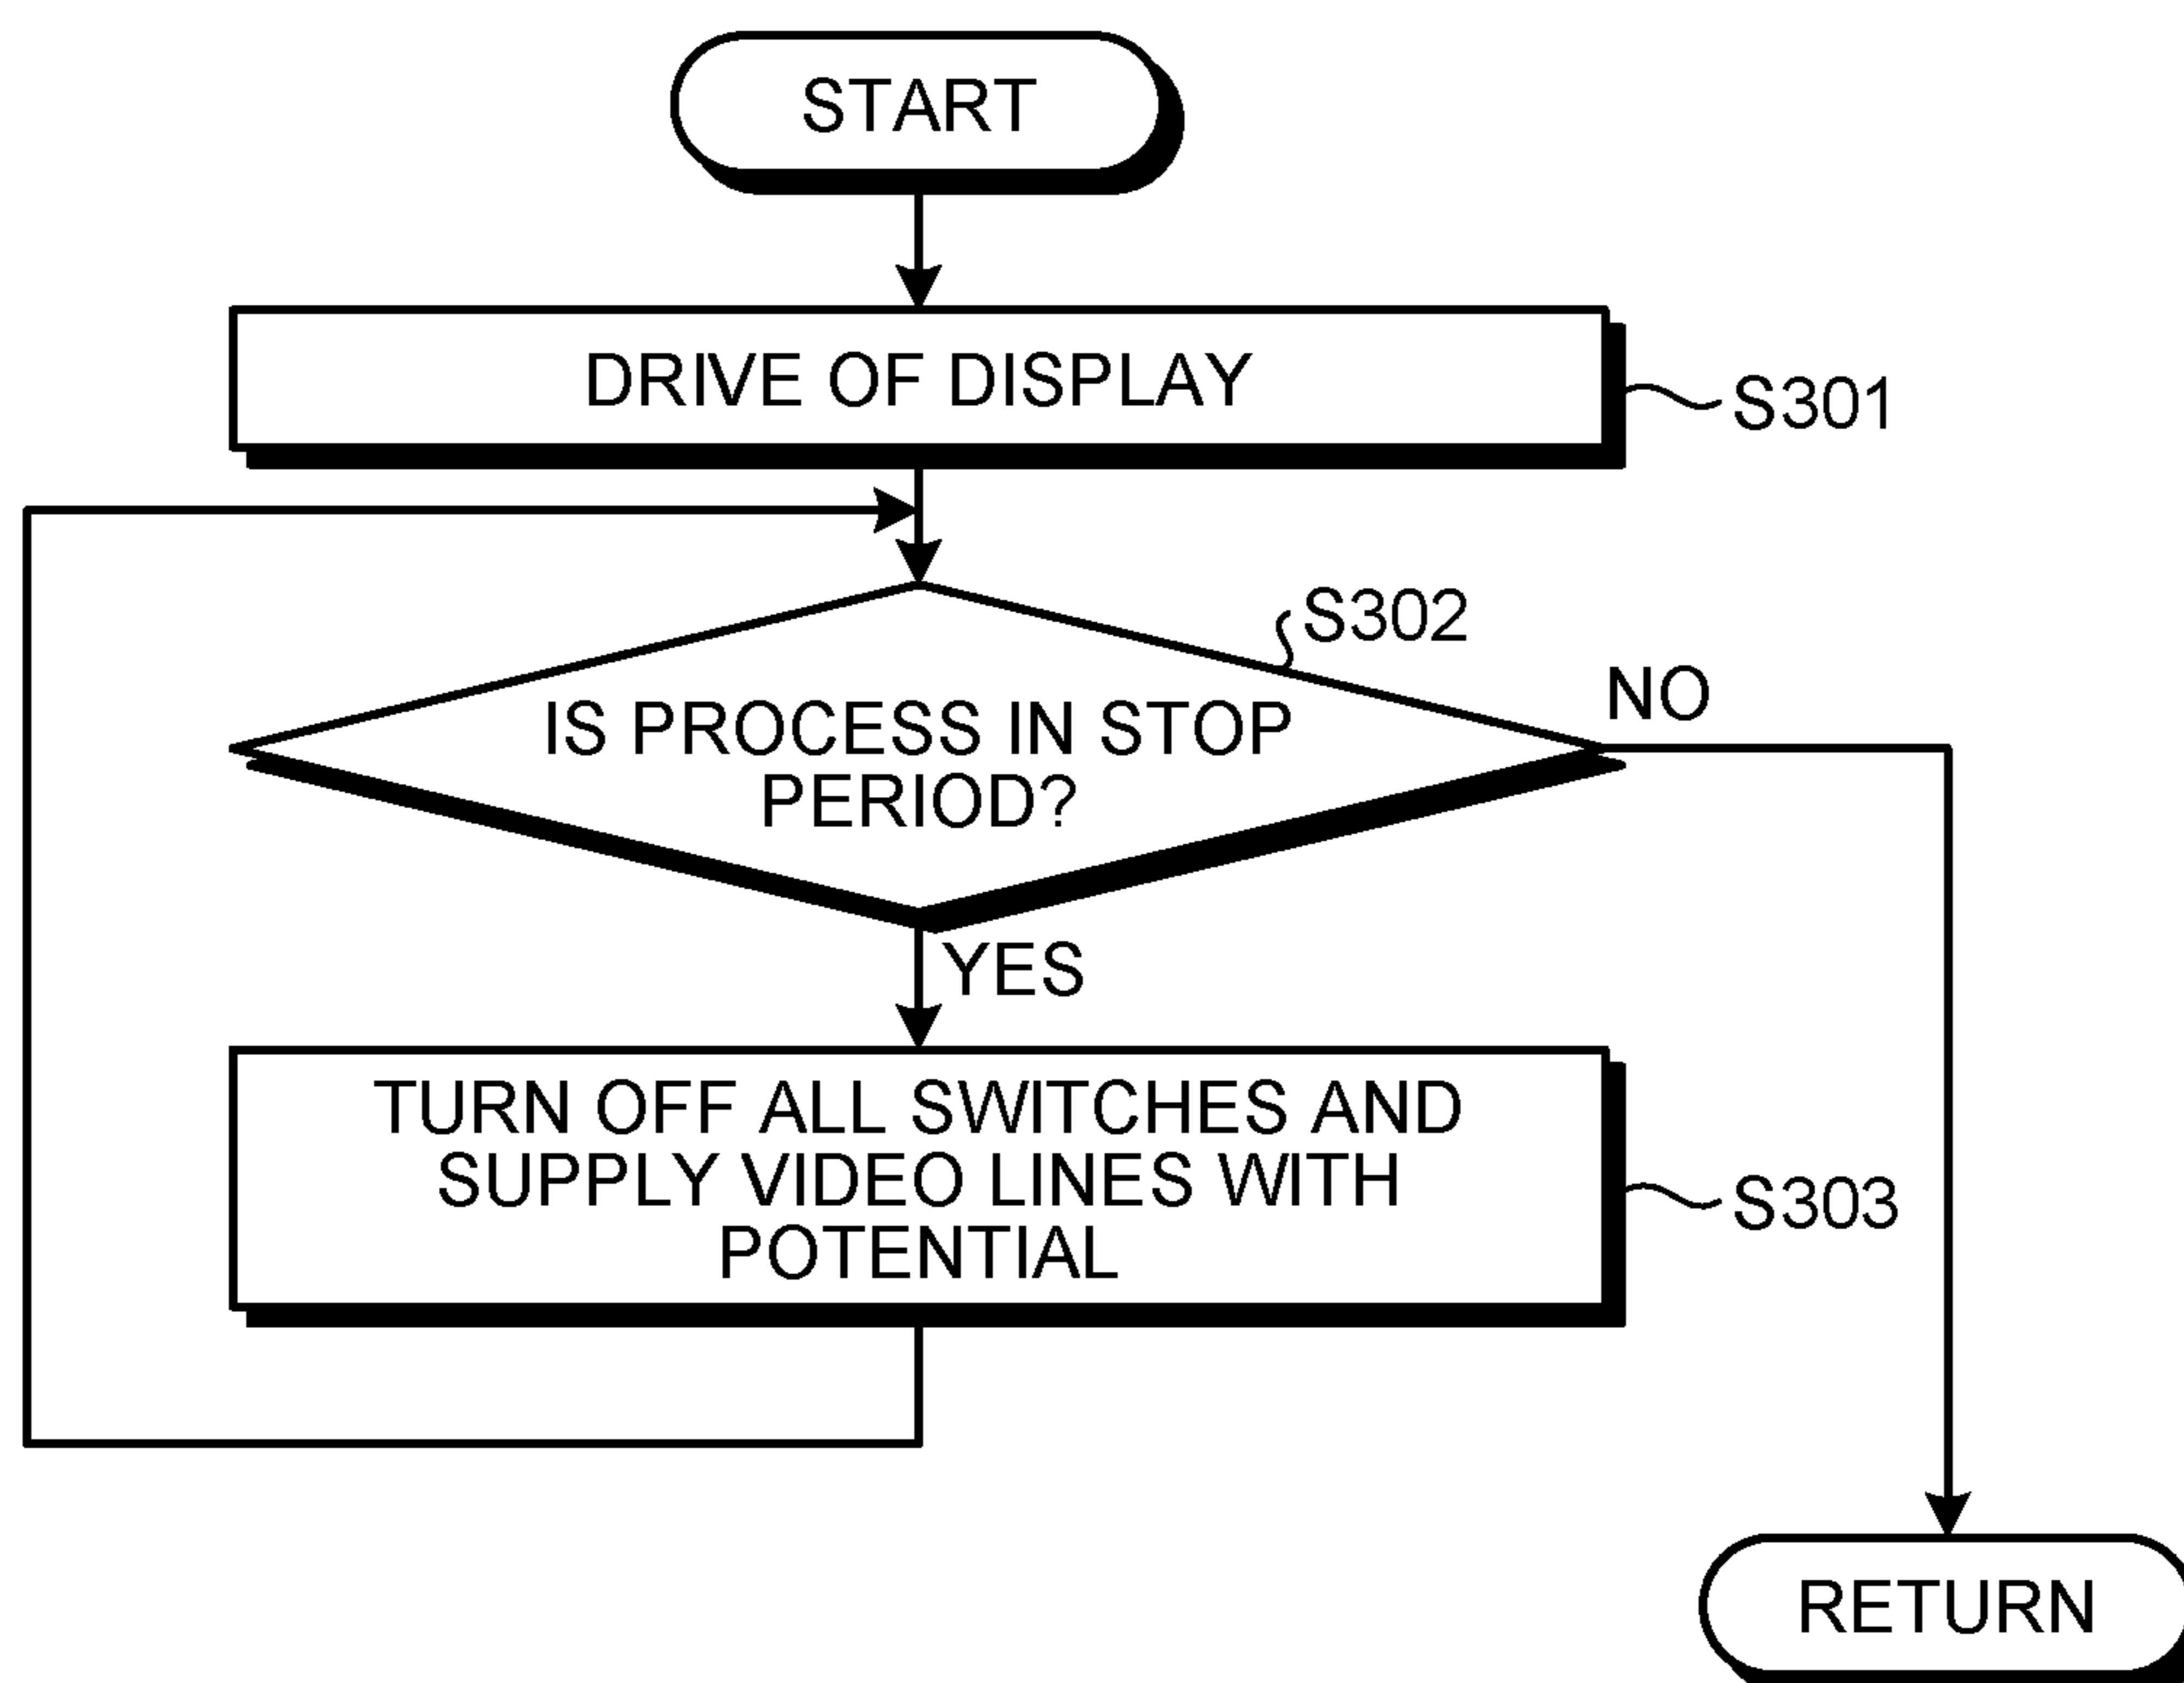 START
DRIVE OF DISPLAY
S301
S302
NO
IS PROCESS IN STOP
PERIOD?
YES
TURN OFF ALL SWITCHES AND
SUPPLY VIDEO LINES WITH
POTENTIAL
S303
RETURN